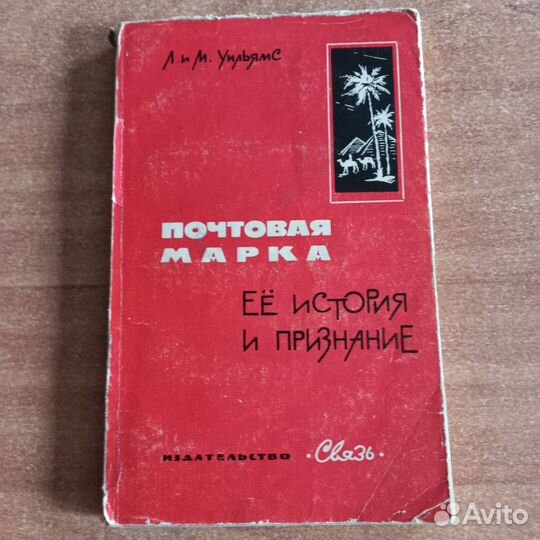 Л. и М. Уильямс
ПОЧТОВАЯ
МАРКА
ЕЁ ИСТОРИЯ
И ПРИЗНАНИЕ
ИЗДАТЕЛЬСТВО · Связь ·
Avito